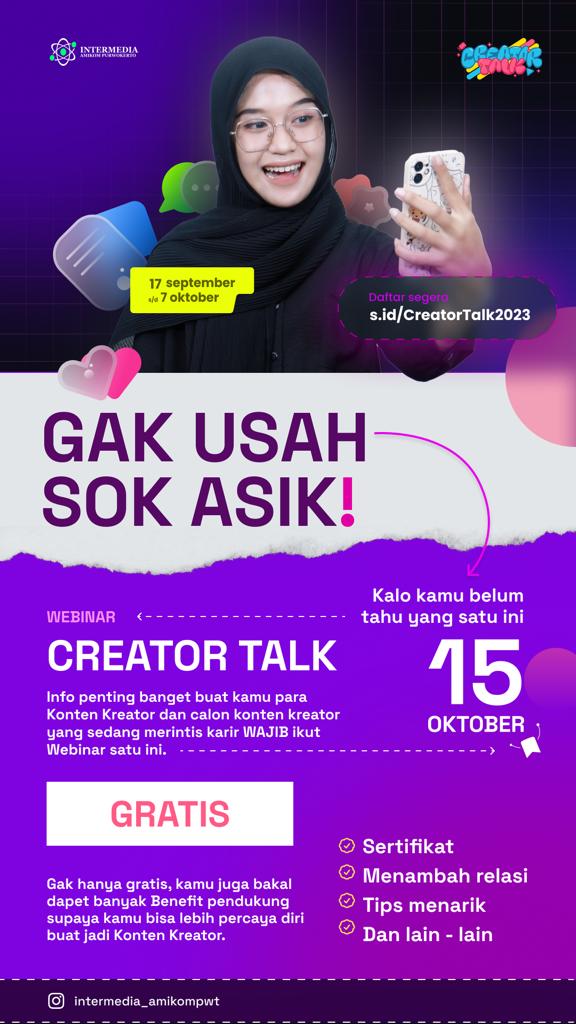 INTERMEDIA
AMIKOM PURWOKERTO
CREATOR
TALK
17 september
s/d 7 oktober
Daftar segera
s.id/CreatorTalk2023
GAK USAH
SOK ASIK!
Kalo kamu belum
tahu yang satu ini
WEBINAR
CREATOR TALK
15
OKTOBER
Info penting banget buat kamu para
Konten Kreator dan calon konten kreator
yang sedang merintis karir WAJIB ikut
Webinar satu ini.
GRATIS
Gak hanya gratis, kamu juga bakal
dapet banyak Benefit pendukung
supaya kamu bisa lebih percaya diri
buat jadi Konten Kreator.
Sertifikat
Menambah relasi
Tips menarik
Dan lain - lain
intermedia_amikompwt